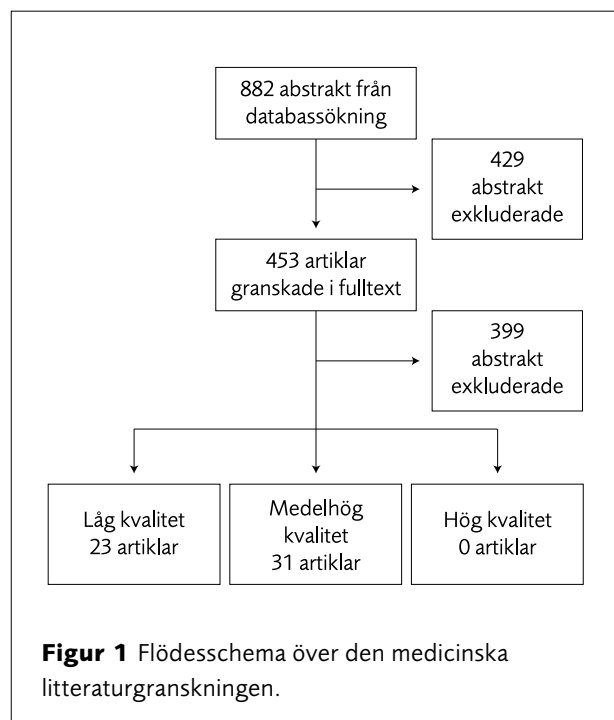 882 abstrakt från
databassökning
429
abstrakt
exkluderade
453 artiklar
granskade i fulltext
399
abstrakt
exkluderade
Låg kvalitet
23 artiklar
Medelhög
kvalitet
31 artiklar
Hög kvalitet
0 artiklar
Figur 1 Flödesschema över den medicinska
litteraturgranskningen.